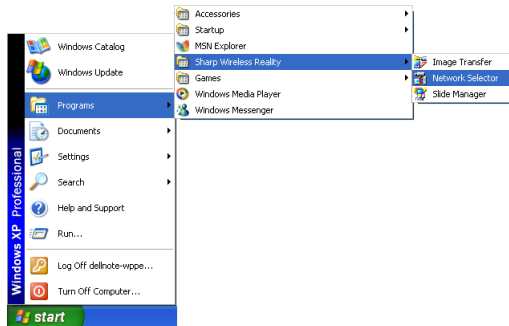 Windows Catalog
Windows Update
Programs
Documents
Settings
Search
Help and Support
Run...
Log Off dellnote-wppe...
Turn Off Computer...
Windows XP Professional
start
Accessories
Startup
MSN Explorer
Sharp Wireless Reality
Games
Windows Media Player
Windows Messenger
Image Transfer
Network Selector
Slide Manager